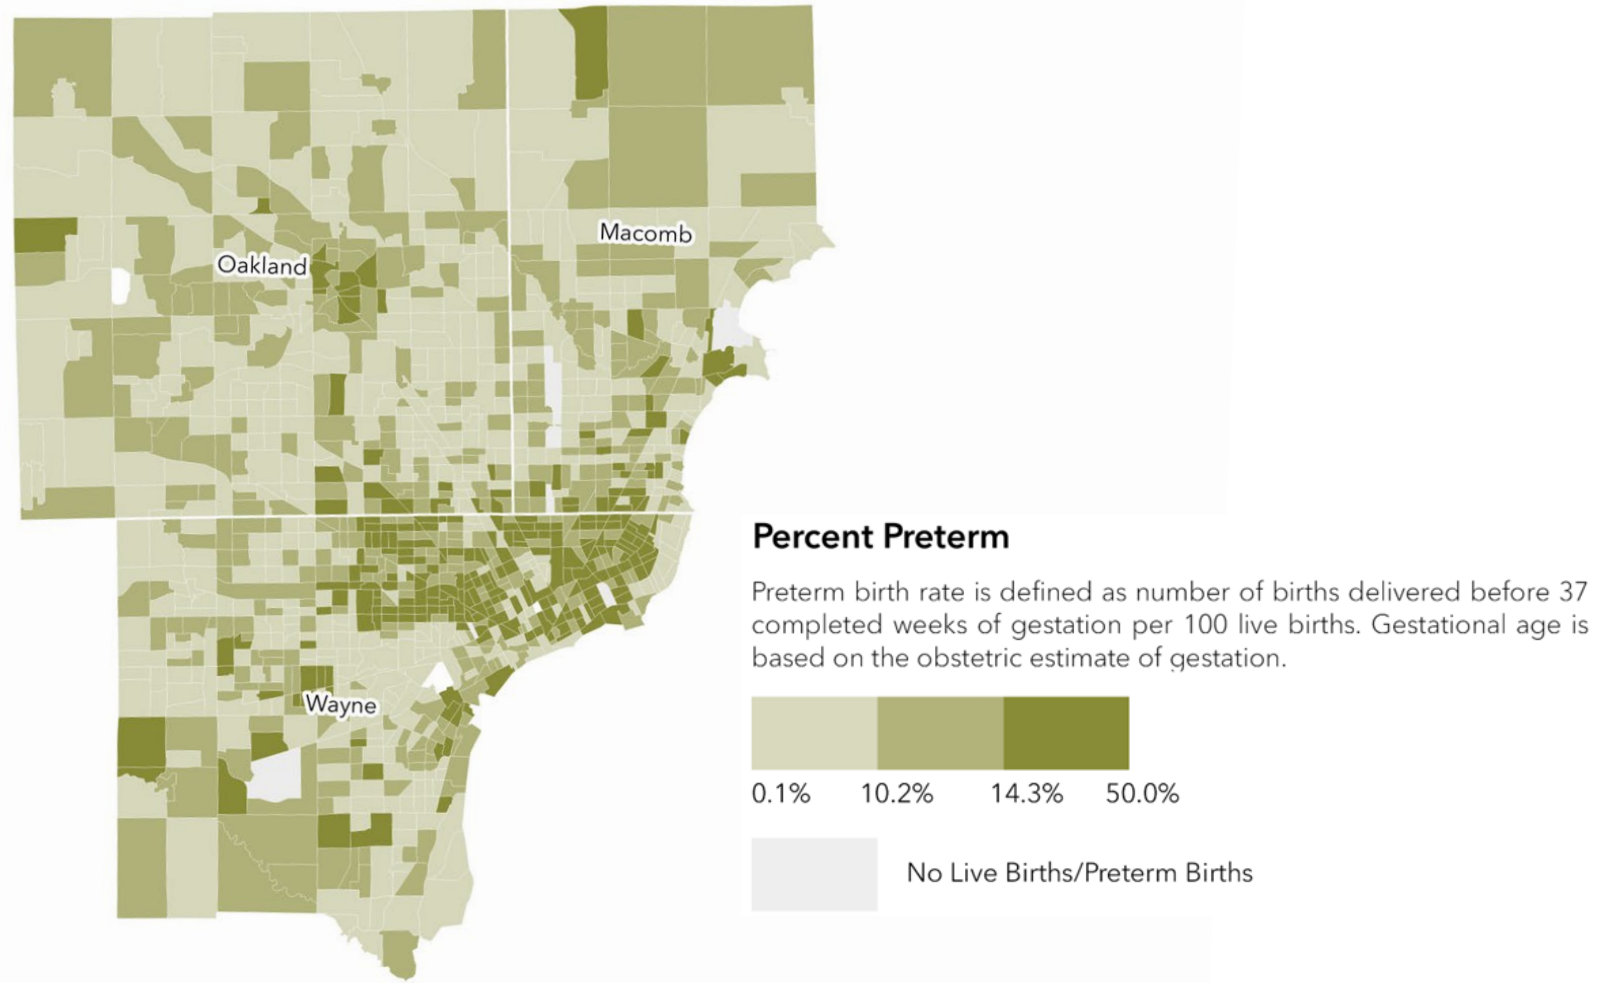 Macomb
Oakland
Wayne
Percent Preterm
Preterm birth rate is defined as number of births delivered before 37
completed weeks of gestation per 100 live births. Gestational age is
based on the obstetric estimate of gestation.
0.1% 10.2% 14.3% 50.0%
No Live Births/Preterm Births